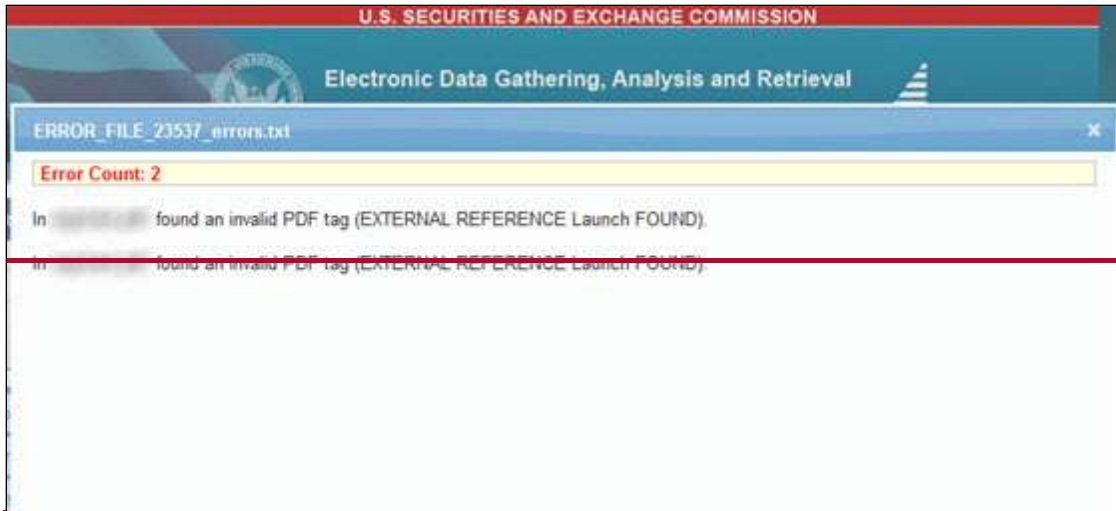 U.S. SECURITIES AND EXCHANGE COMMISSION
Electronic Data Gathering, Analysis and Retrieval
ERROR_FILE_23537_errors.txt ×
Error Count: 2
In found an invalid PDF tag (EXTERNAL REFERENCE Launch FOUND).
In found an invalid PDF tag (EXTERNAL REFERENCE Launch FOUND).